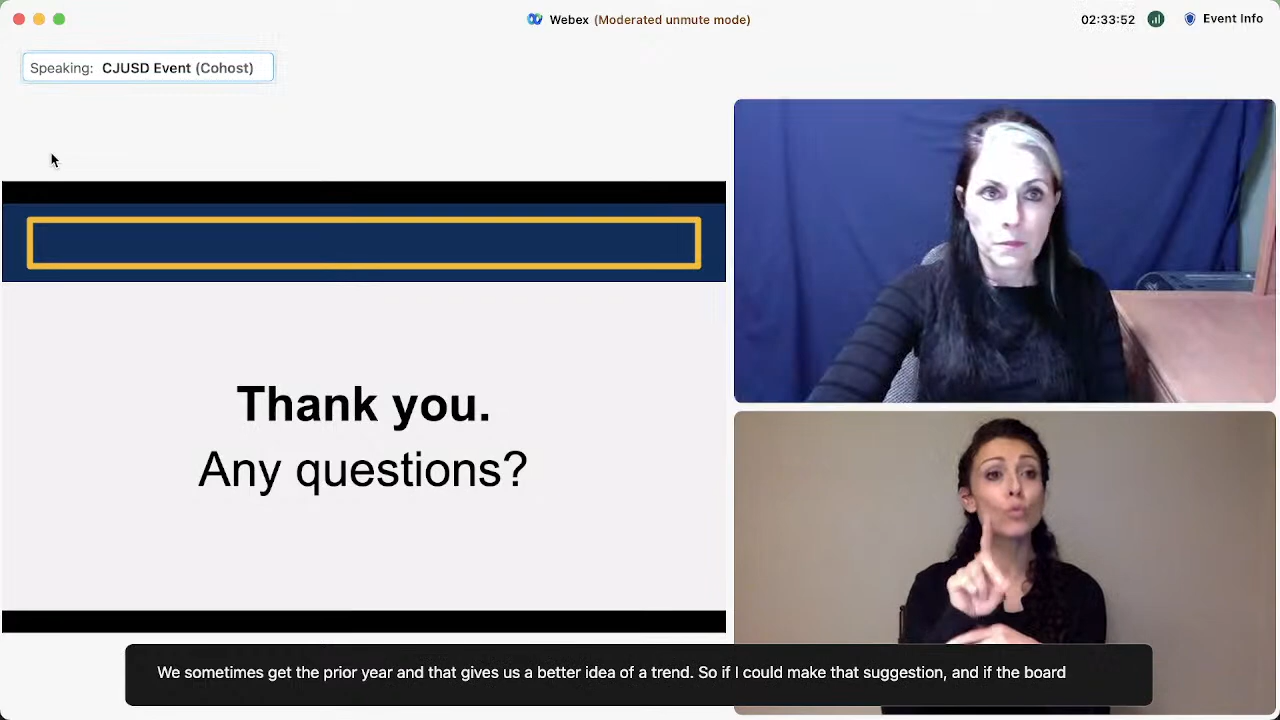 Webex (Moderated unmute mode)
02:33:52
Event Info
Speaking: CJUSD Event (Cohost)
Thank you.
Any questions?
We sometimes get the prior year and that gives us a better idea of a trend. So if I could make that suggestion, and if the board